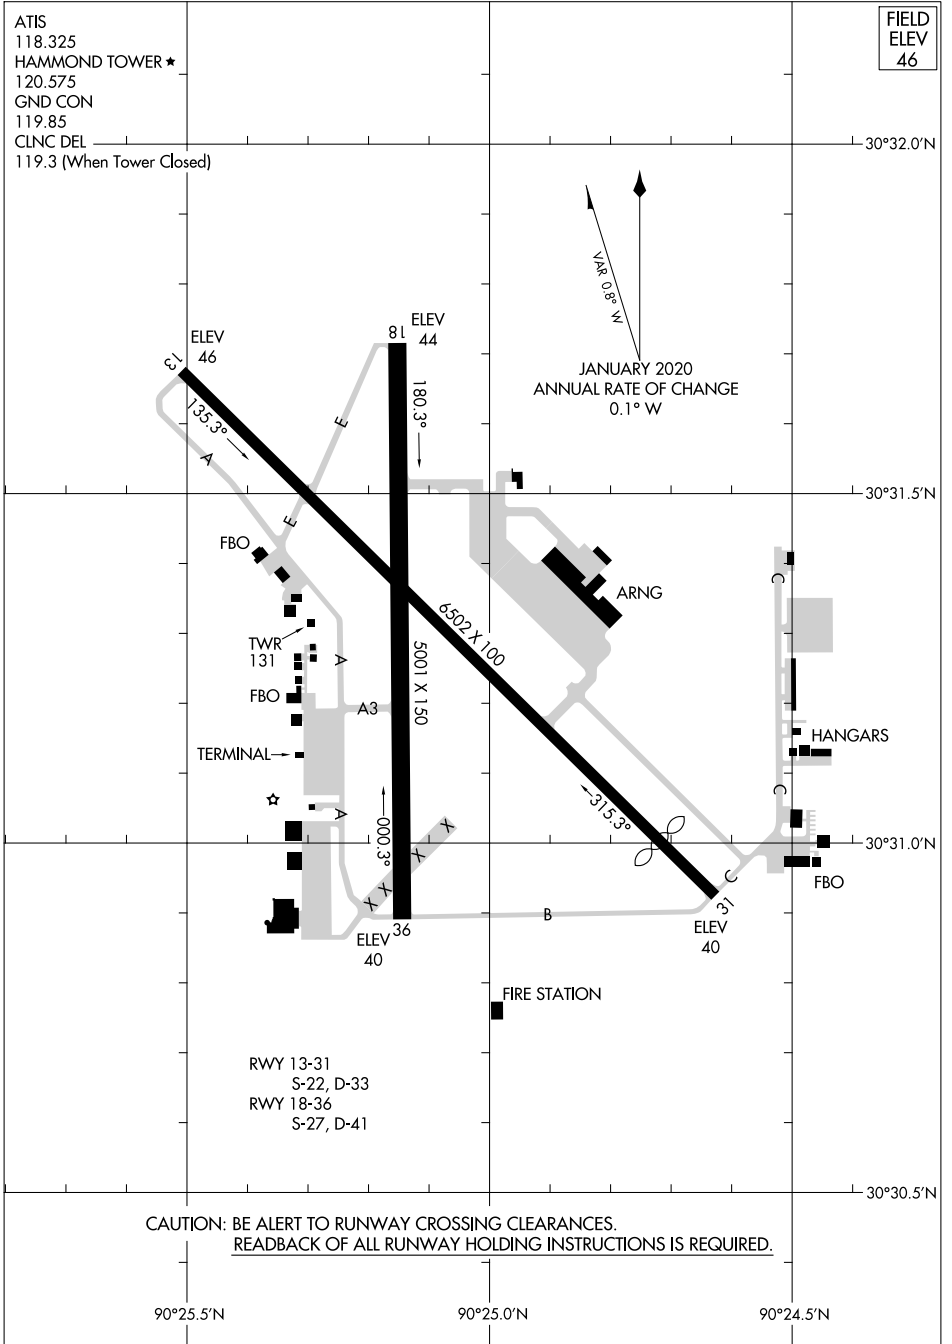 ATIS
118.325
HAMMOND TOWER ★
120.575
GND CON
119.85
CLNC DEL
119.3 (When Tower Closed)
FIELD
ELEV
46
30°32.0'N
VAR 0.8° W
JANUARY 2020
ANNUAL RATE OF CHANGE
0.1° W
13
ELEV
46
18
ELEV
44
135.3°
180.3°
E
A
30°31.5'N
E
FBO
ARNG
C
6502 X 100
TWR
131
A
5001 X 150
FBO
A3
HANGARS
TERMINAL
C
A
000.3°
315.3°
X
X
X
X
30°31.0'N
C
FBO
31
B
36
ELEV
40
ELEV
40
FIRE STATION
RWY 13-31
S-22, D-33
RWY 18-36
S-27, D-41
30°30.5'N
CAUTION: BE ALERT TO RUNWAY CROSSING CLEARANCES.
READBACK OF ALL RUNWAY HOLDING INSTRUCTIONS IS REQUIRED.
90°25.5'N
90°25.0'N
90°24.5'N